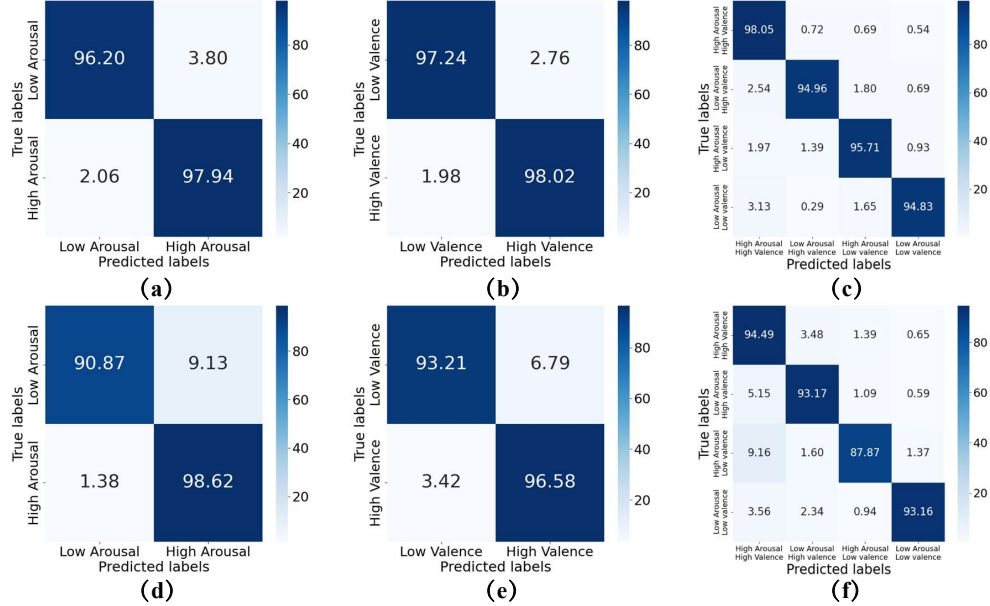 True labels
Low Arousal
High Arousal
96.20 3.80
2.06 97.94
Low Arousal High Arousal
Predicted labels
80
60
40
20
(a)
True labels
Low Valence
High Valence
97.24 2.76
1.98 98.02
Low Valence High Valence
Predicted labels
80
60
40
20
(b)
True labels
High Arousal
High Valence
Low Arousal
High valence
High Arousal
Low valence
Low Arousal
Low valence
98.05 0.72 0.69 0.54
2.54 94.96 1.80 0.69
1.97 1.39 95.71 0.93
3.13 0.29 1.65 94.83
High Arousal Low Arousal High Arousal Low Arousal
High Valence High valence Low valence Low valence
Predicted labels
80
60
40
20
(c)
True labels
Low Arousal
High Arousal
90.87 9.13
1.38 98.62
Low Arousal High Arousal
Predicted labels
80
60
40
20
(d)
True labels
Low Valence
High Valence
93.21 6.79
3.42 96.58
Low Valence High Valence
Predicted labels
80
60
40
20
(e)
True labels
High Arousal
High Valence
Low Arousal
High valence
High Arousal
Low valence
Low Arousal
Low valence
94.49 3.48 1.39 0.65
5.15 93.17 1.09 0.59
9.16 1.60 87.87 1.37
3.56 2.34 0.94 93.16
High Arousal Low Arousal High Arousal Low Arousal
High Valence High valence Low valence Low valence
Predicted labels
80
60
40
20
(f)